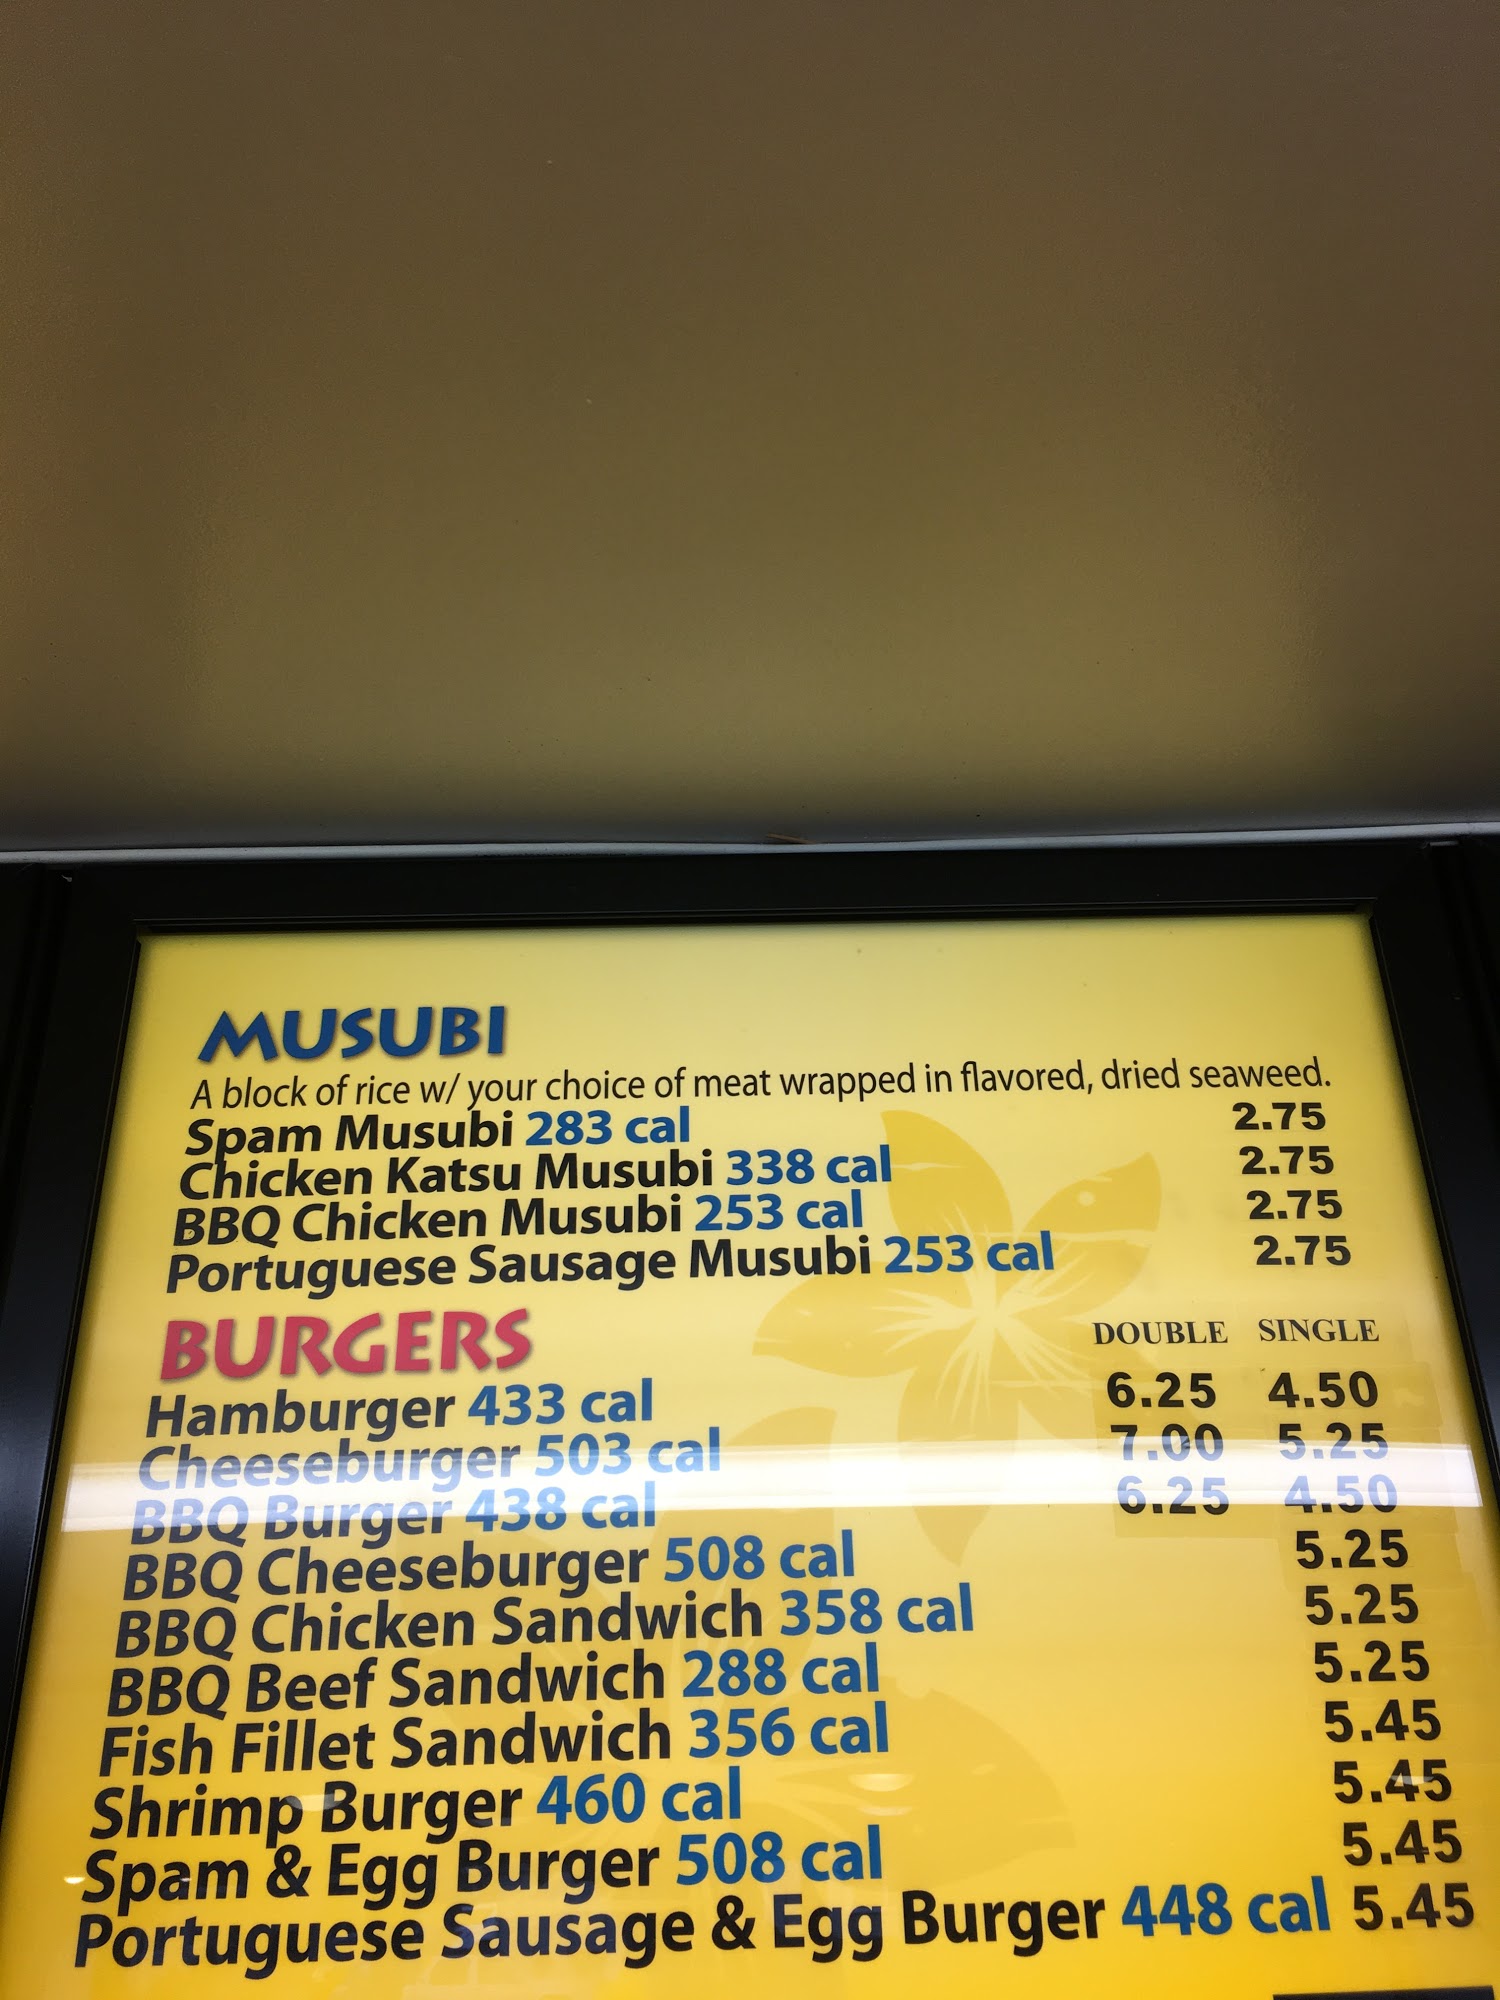 MUSUBI
A block of rice w/ your choice of meat wrapped in flavored, dried seaweed.
Spam Musubi 283 cal 2.75
Chicken Katsu Musubi 338 cal 2.75
BBQ Chicken Musubi 253 cal 2.75
Portuguese Sausage Musubi 253 cal 2.75
BURGERS DOUBLE SINGLE
Hamburger 433 cal 6.25 4.50
Cheeseburger 503 cal 7.00 5.25
BBQ Burger 438 cal 6.25 4.50
BBQ Cheeseburger 508 cal 5.25
BBQ Chicken Sandwich 358 cal 5.25
BBQ Beef Sandwich 288 cal 5.25
Fish Fillet Sandwich 356 cal 5.45
Shrimp Burger 460 cal 5.45
Spam & Egg Burger 508 cal 5.45
Portuguese Sausage & Egg Burger 448 cal 5.45